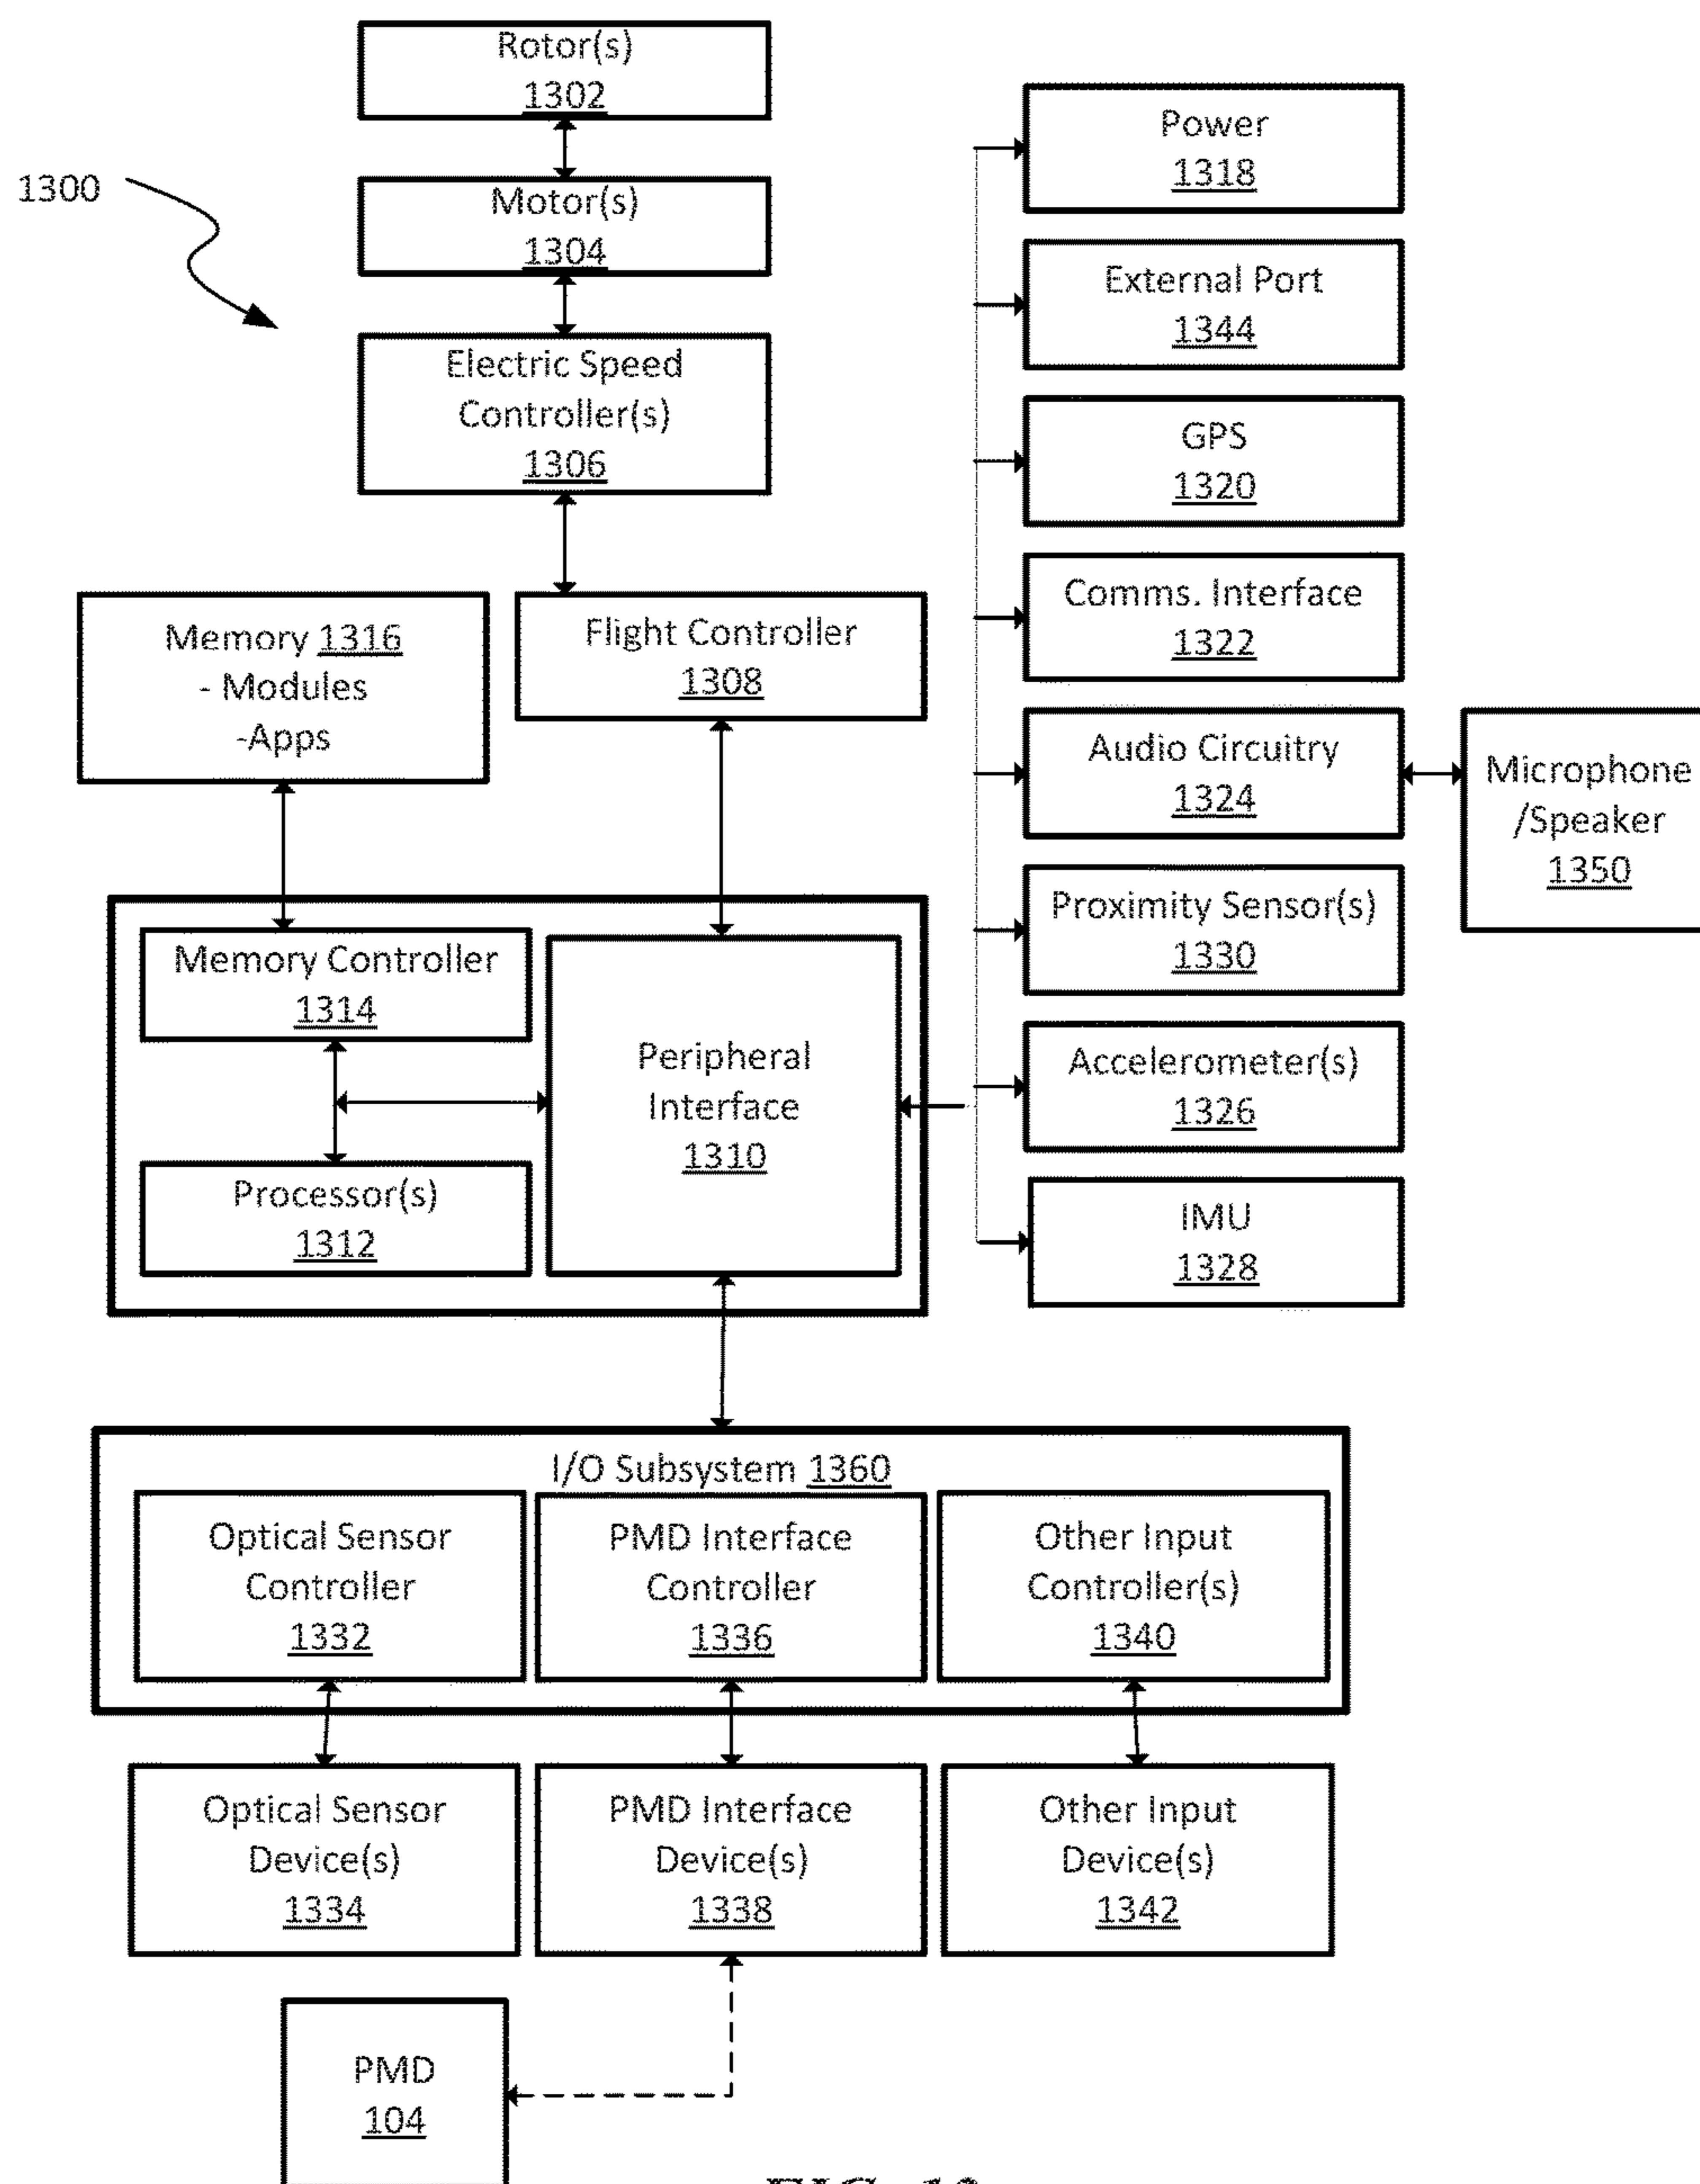 Rotor(s)
1302
1300
Motor(s)
1304
Electric Speed
Controller(s)
1306
Power
1318
External Port
1344
GPS
1320
Comms. Interface
1322
Memory 1316
- Modules
-Apps
Flight Controller
1308
Audio Circuitry
1324
Microphone
/Speaker
1350
Proximity Sensor(s)
1330
Accelerometer(s)
1326
IMU
1328
Memory Controller
1314
Peripheral
Interface
1310
Processor(s)
1312
I/O Subsystem 1360
Optical Sensor
Controller
1332
PMD Interface
Controller
1336
Other Input
Controller(s)
1340
Optical Sensor
Device(s)
1334
PMD Interface
Device(s)
1338
Other Input
Device(s)
1342
PMD
104